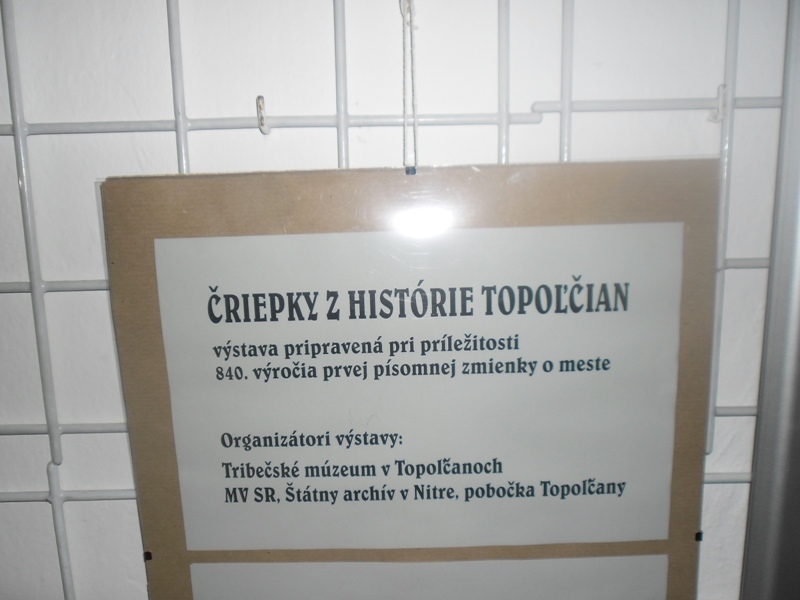 ČRIEPKY Z HISTÓRIE TOPOĽČIAN
výstava pripravená pri príležitosti
840. výročia prvej písomnej zmienky o meste
Organizátori výstavy:
Tribečské múzeum v Topoľčanoch
MV SR, Štátny archív v Nitre, pobočka Topoľčany